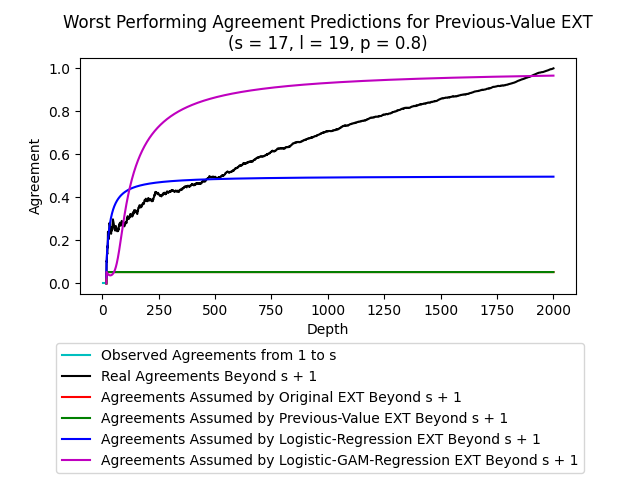 Worst Performing Agreement Predictions for Previous-Value EXT
(s = 17, l = 19, p = 0.8)
1.0
0.8
0.6
0.4
0.2
0.0
Agreement
0 250 500 750 1000 1250 1500 1750 2000
Depth
Observed Agreements from 1 to s
Real Agreements Beyond s + 1
Agreements Assumed by Original EXT Beyond s + 1
Agreements Assumed by Previous-Value EXT Beyond s + 1
Agreements Assumed by Logistic-Regression EXT Beyond s + 1
Agreements Assumed by Logistic-GAM-Regression EXT Beyond s + 1